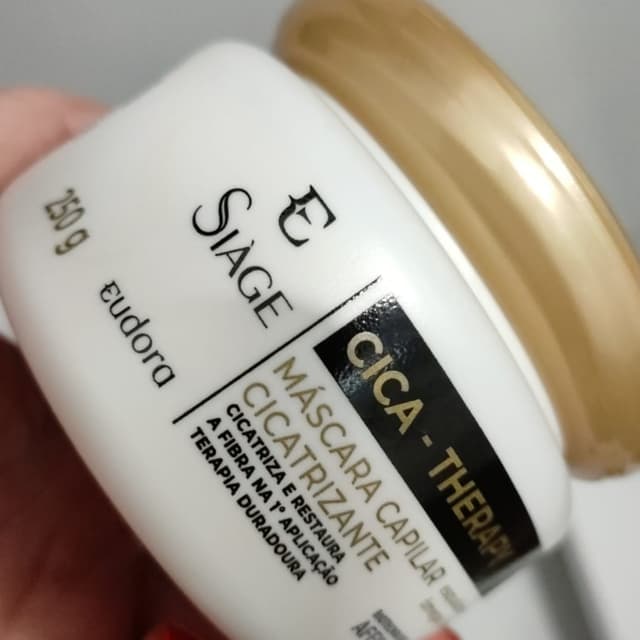 E
SIÀGE
eudora
250 g
CICA - THERAPY
MÁSCARA CAPILAR
CICATRIZANTE
CICATRIZA E RESTAURA
A FIBRA NA 1ª APLICAÇÃO
TERAPIA DURADOURA